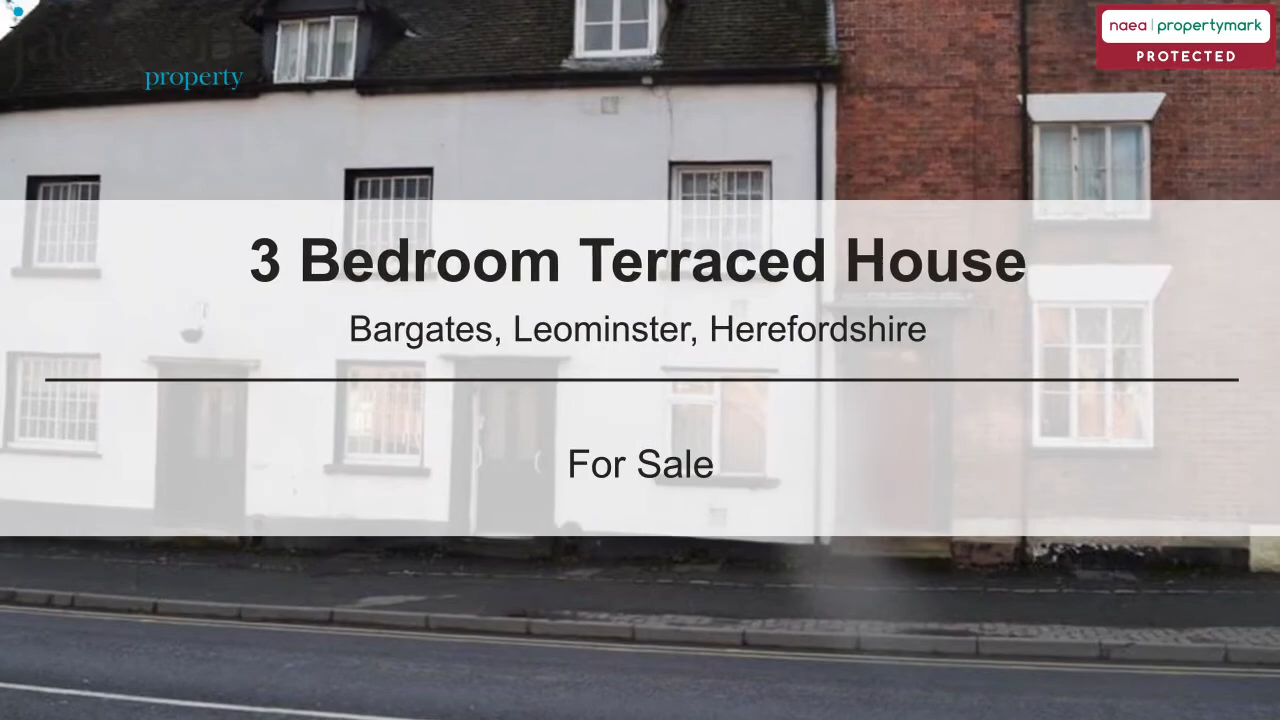 property
naea | propertymark
PROTECTED
3 Bedroom Terraced House
Bargates, Leominster, Herefordshire
For Sale